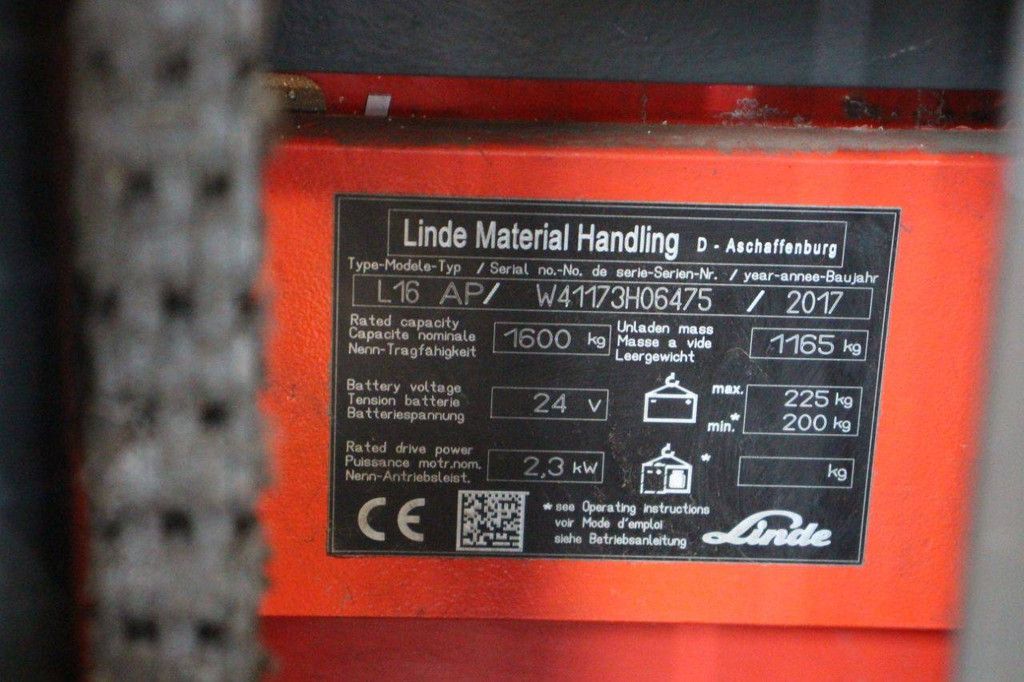 Linde Material Handling D - Aschaffenburg
Type-Modele-Typ / Serial no.-No. de serie-Serien-Nr. / year-annee-Baujahr
L16 AP/ W41173H06475 / 2017
Rated capacity
Capacite nominale
Nenn-Tragfähigkeit
1600 kg
Unladen mass
Masse a vide
Leergewicht
1165 kg
Battery voltage
Tension batterie
Batteriespannung
24 V
max. 225 kg
min.* 200 kg
Rated drive power
Puissance motr.nom.
Nenn-Antriebsleist.
2,3 kW
* kg
CE
* see Operating instructions
voir Mode d'emploi
siehe Betriebsanleitung
Linde